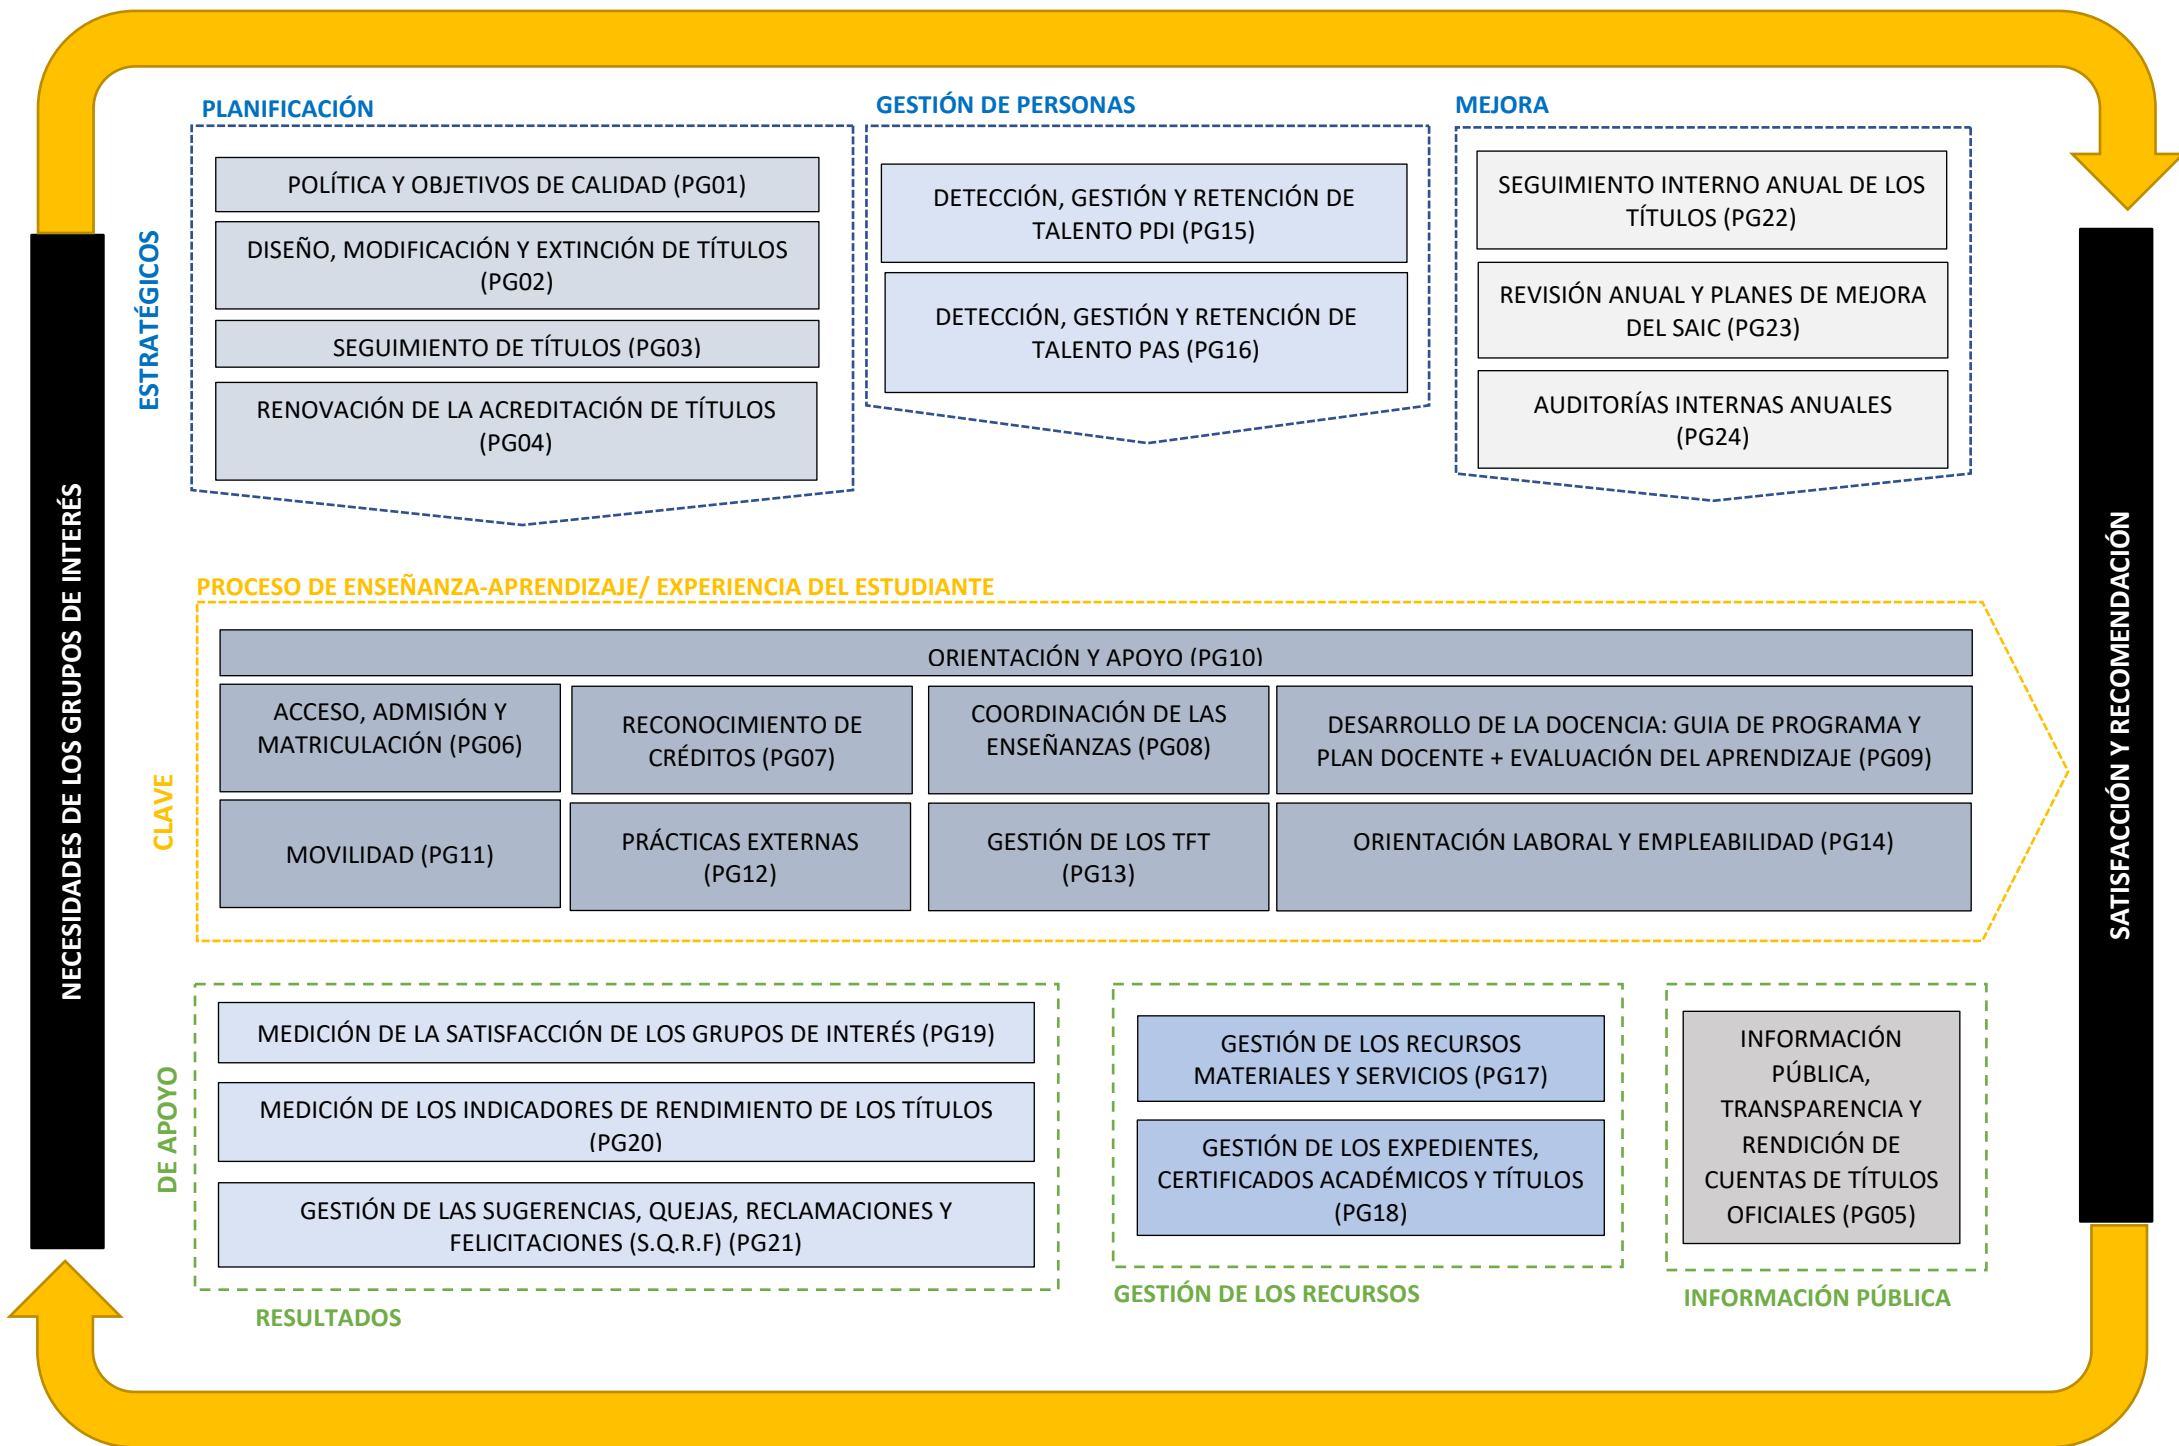 PLANIFICACIÓN
GESTIÓN DE PERSONAS
MEJORA
ESTRATÉGICOS
POLÍTICA Y OBJETIVOS DE CALIDAD (PG01)
DISEÑO, MODIFICACIÓN Y EXTINCIÓN DE TÍTULOS
(PG02)
SEGUIMIENTO DE TÍTULOS (PG03)
RENOVACIÓN DE LA ACREDITACIÓN DE TÍTULOS
(PG04)
DETECCIÓN, GESTIÓN Y RETENCIÓN DE
TALENTO PDI (PG15)
DETECCIÓN, GESTIÓN Y RETENCIÓN DE
TALENTO PAS (PG16)
SEGUIMIENTO INTERNO ANUAL DE LOS
TÍTULOS (PG22)
REVISIÓN ANUAL Y PLANES DE MEJORA
DEL SAIC (PG23)
AUDITORÍAS INTERNAS ANUALES
(PG24)
NECESIDADES DE LOS GRUPOS DE INTERÉS
SATISFACCIÓN Y RECOMENDACIÓN
PROCESO DE ENSEÑANZA-APRENDIZAJE/ EXPERIENCIA DEL ESTUDIANTE
CLAVE
ORIENTACIÓN Y APOYO (PG10)
ACCESO, ADMISIÓN Y
MATRICULACIÓN (PG06)
RECONOCIMIENTO DE
CRÉDITOS (PG07)
COORDINACIÓN DE LAS
ENSEÑANZAS (PG08)
DESARROLLO DE LA DOCENCIA: GUIA DE PROGRAMA Y
PLAN DOCENTE + EVALUACIÓN DEL APRENDIZAJE (PG09)
MOVILIDAD (PG11)
PRÁCTICAS EXTERNAS
(PG12)
GESTIÓN DE LOS TFT
(PG13)
ORIENTACIÓN LABORAL Y EMPLEABILIDAD (PG14)
DE APOYO
MEDICIÓN DE LA SATISFACCIÓN DE LOS GRUPOS DE INTERÉS (PG19)
MEDICIÓN DE LOS INDICADORES DE RENDIMIENTO DE LOS TÍTULOS
(PG20)
GESTIÓN DE LAS SUGERENCIAS, QUEJAS, RECLAMACIONES Y
FELICITACIONES (S.Q.R.F) (PG21)
RESULTADOS
GESTIÓN DE LOS RECURSOS
MATERIALES Y SERVICIOS (PG17)
GESTIÓN DE LOS EXPEDIENTES,
CERTIFICADOS ACADÉMICOS Y TÍTULOS
(PG18)
GESTIÓN DE LOS RECURSOS
INFORMACIÓN
PÚBLICA,
TRANSPARENCIA Y
RENDICIÓN DE
CUENTAS DE TÍTULOS
OFICIALES (PG05)
INFORMACIÓN PÚBLICA